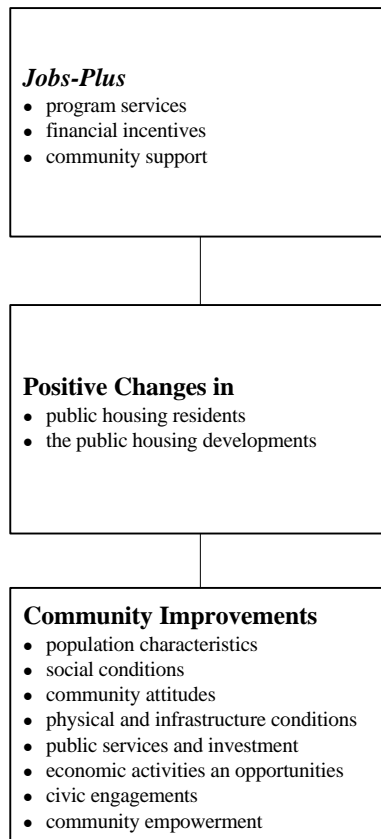 Jobs-Plus
• program services
• financial incentives
• community support
Positive Changes in
• public housing residents
• the public housing developments
Community Improvements
• population characteristics
• social conditions
• community attitudes
• physical and infrastructure conditions
• public services and investment
• economic activities an opportunities
• civic engagements
• community empowerment